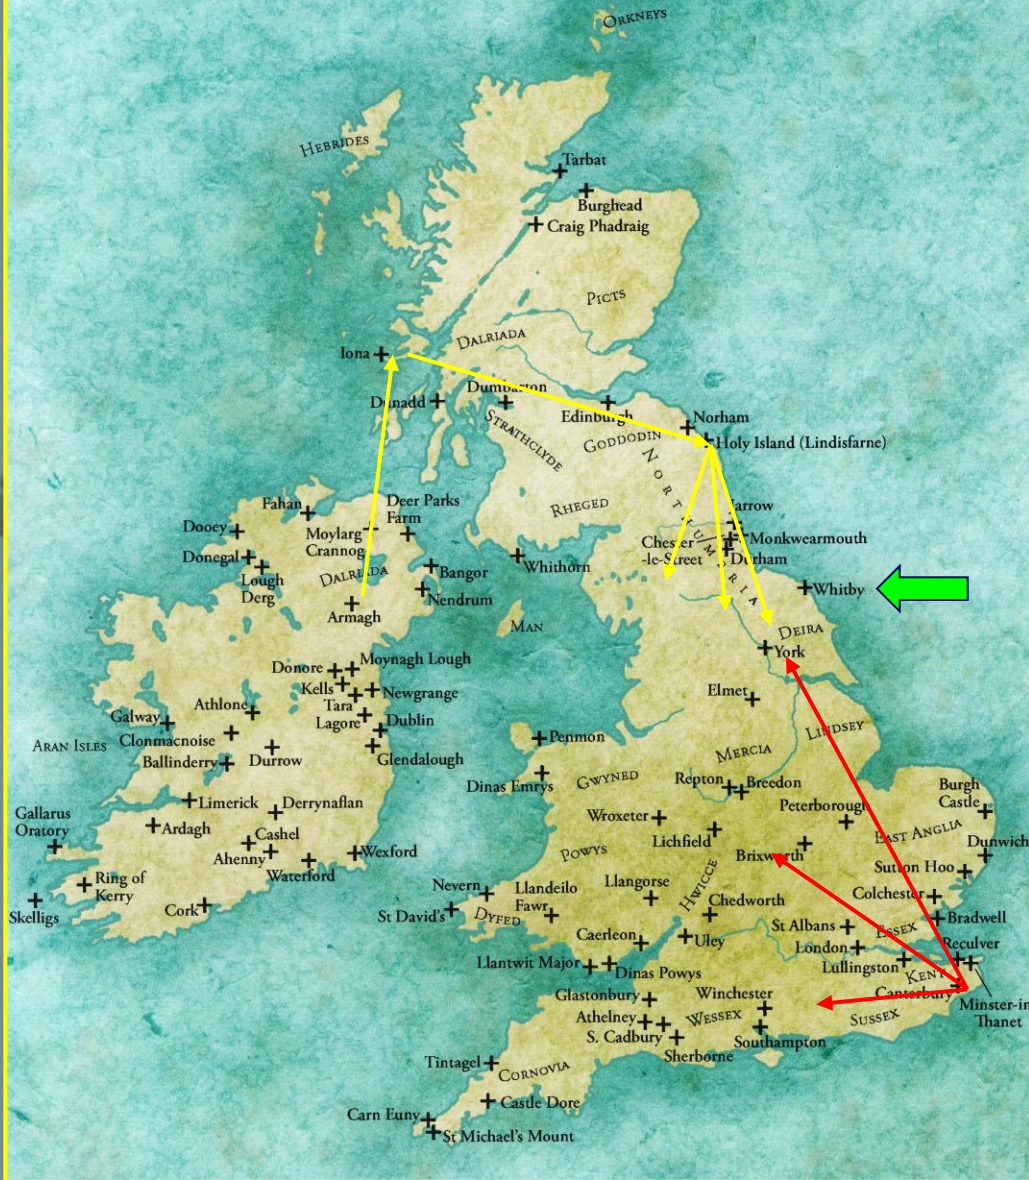 ORKNEYS
HEBRIDES
Tarbat
Burghead
Craig Phadraig
PICTS
DALRIADA
Iona
Dumbarton
Dunadd
Edinburgh
Norham
STRATHCLYDE
GODDODIN
Holy Island (Lindisfarne)
NORTHUMBRIA
RHEGED
Fahan
Deer Parks
Farm
Dooey
Moylarg
Crannog
Jarrow
Monkwearmouth
Chester
-le-Street
Durham
Donegal
Lough
Derg
DALRIADA
Bangor
Whithorn
Whitby
Nendrum
Armagh
MAN
DEIRA
York
Donore
Moynagh Lough
Kells
Newgrange
Tara
Lagore
Elmet
Athlone
Galway
Dublin
LINDSEY
ARAN ISLES
Clonmacnoise
Penmon
Ballinderry
Durrow
Glendalough
MERCIA
GWYNED
Dinas Emrys
Repton
Breedon
Burgh
Castle
Limerick
Derrynaflan
Peterborough
Gallarus
Oratory
Wroxeter
EAST ANGLIA
Ardagh
Cashel
Lichfield
Dunwich
Ahenny
POWYS
Brixworth
Wexford
Waterford
Sutton Hoo
Ring of
Kerry
Nevern
Llandeilo
Fawr
Llangorse
HWICCE
Colchester
Skelligs
Cork
St David's
DYFED
Chedworth
St Albans
ESSEX
Bradwell
Caerleon
Uley
London
Reculver
Llantwit Major
Dinas Powys
Lullingston
KENT
Canterbury
Minster-in
Thanet
Glastonbury
Winchester
Athelney
WESSEX
SUSSEX
S. Cadbury
Sherborne
Southampton
Tintagel
CORNOVIA
Castle Dore
Carn Euny
St Michael's Mount